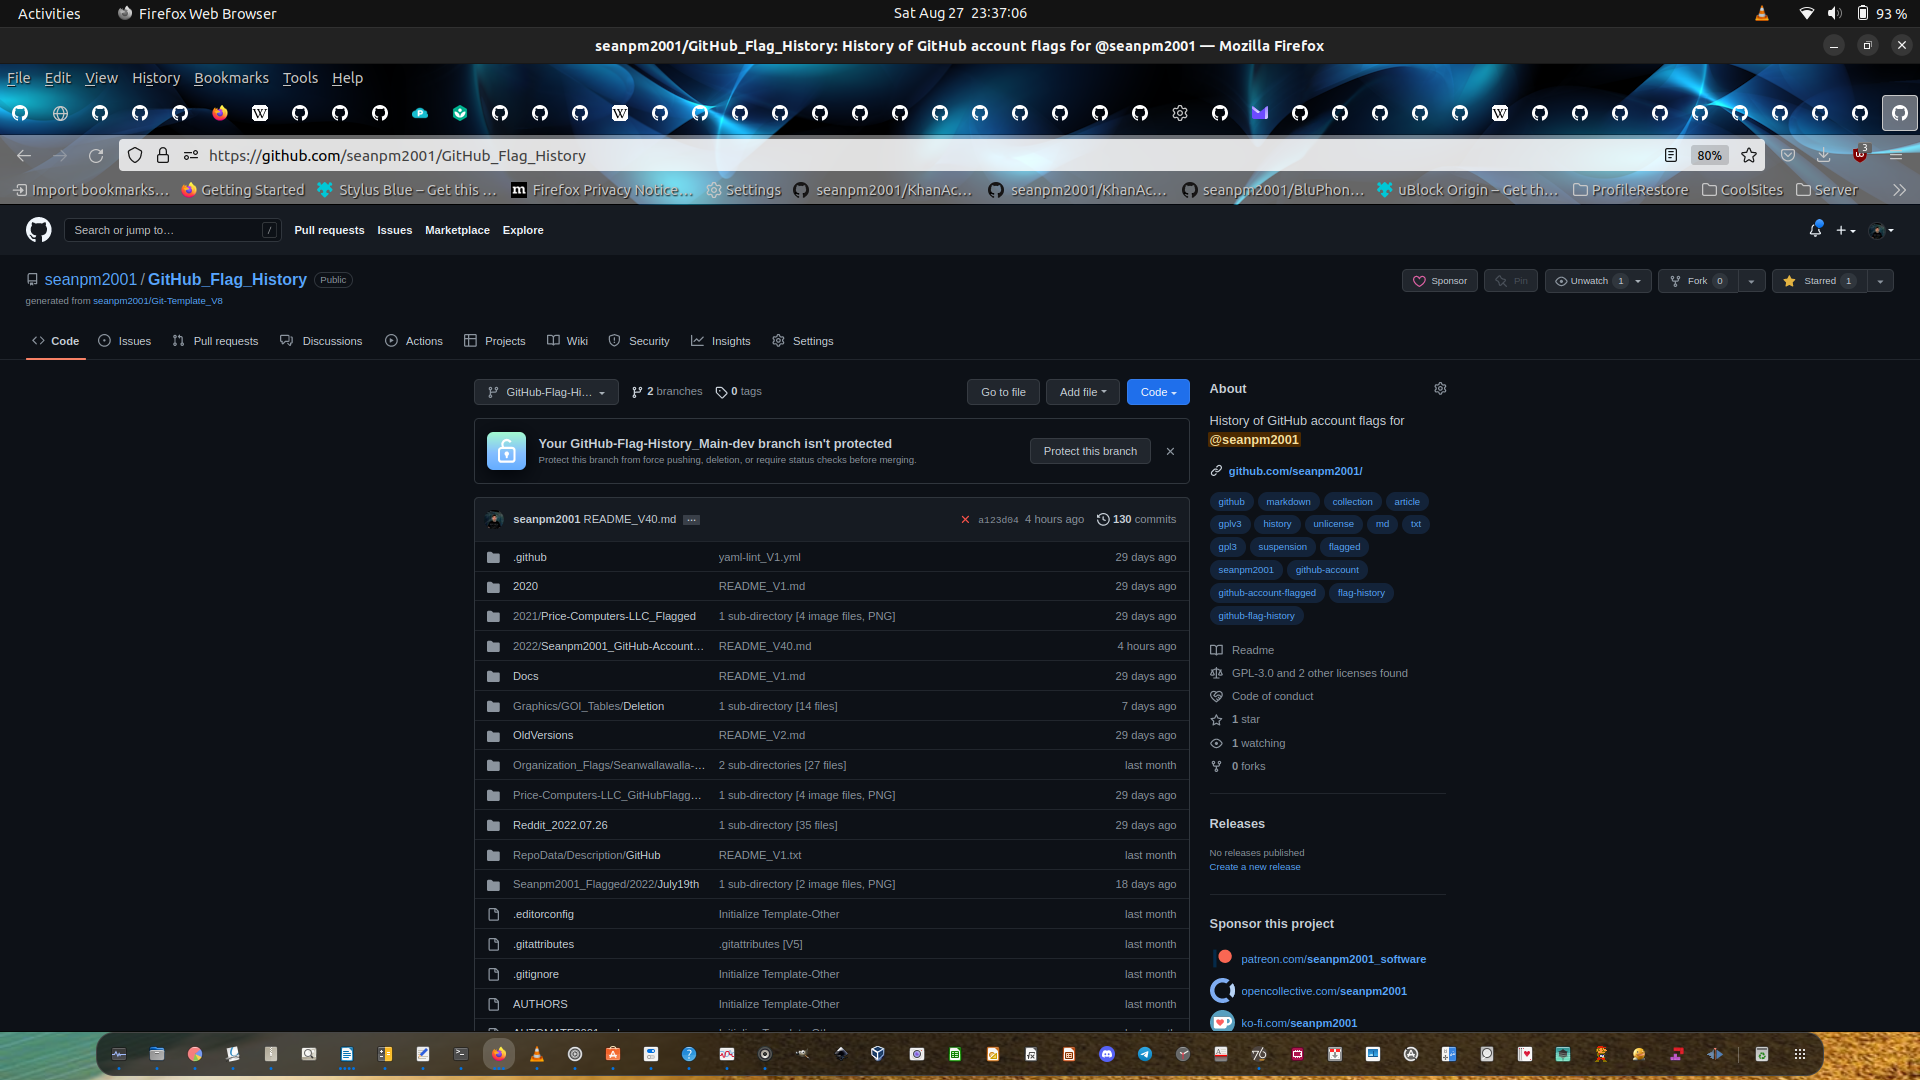 Activities Firefox Web Browser Sat Aug 27 23:37:06 93 %
seanpm2001/GitHub_Flag_History: History of GitHub account flags for @seanpm2001 — Mozilla Firefox
File Edit View History Bookmarks Tools Help
https://github.com/seanpm2001/GitHub_Flag_History 80% 3
Import bookmarks… Getting Started Stylus Blue – Get this … Firefox Privacy Notice… Settings seanpm2001/KhanAc… seanpm2001/KhanAc… seanpm2001/BluPhon… uBlock Origin – Get th… ProfileRestore CoolSites Server
Search or jump to… / Pull requests Issues Marketplace Explore
seanpm2001 / GitHub_Flag_History Public Sponsor Pin Unwatch 1 Fork 0 Starred 1
generated from seanpm2001/Git-Template_V8
Code Issues Pull requests Discussions Actions Projects Wiki Security Insights Settings
GitHub-Flag-Hi… 2 branches 0 tags Go to file Add file Code
Your GitHub-Flag-History_Main-dev branch isn't protected
Protect this branch from force pushing, deletion, or require status checks before merging.
Protect this branch
seanpm2001 README_V40.md … a123d04 4 hours ago 130 commits
.github yaml-lint_V1.yml 29 days ago
2020 README_V1.md 29 days ago
2021/Price-Computers-LLC_Flagged 1 sub-directory [4 image files, PNG] 29 days ago
2022/Seanpm2001_GitHub-Account… README_V40.md 4 hours ago
Docs README_V1.md 29 days ago
Graphics/GOI_Tables/Deletion 1 sub-directory [14 files] 7 days ago
OldVersions README_V2.md 29 days ago
Organization_Flags/Seanwallawalla-… 2 sub-directories [27 files] last month
Price-Computers-LLC_GitHubFlagg… 1 sub-directory [4 image files, PNG] 29 days ago
Reddit_2022.07.26 1 sub-directory [35 files] 29 days ago
RepoData/Description/GitHub README_V1.txt last month
Seanpm2001_Flagged/2022/July19th 1 sub-directory [2 image files, PNG] 18 days ago
.editorconfig Initialize Template-Other last month
.gitattributes .gitattributes [V5] last month
.gitignore Initialize Template-Other last month
AUTHORS Initialize Template-Other last month
About
History of GitHub account flags for
@seanpm2001
github.com/seanpm2001/
github markdown collection article
gplv3 history unlicense md txt
gpl3 suspension flagged
seanpm2001 github-account
github-account-flagged flag-history
github-flag-history
Readme
GPL-3.0 and 2 other licenses found
Code of conduct
1 star
1 watching
0 forks
Releases
No releases published
Create a new release
Sponsor this project
patreon.com/seanpm2001_software
opencollective.com/seanpm2001
ko-fi.com/seanpm2001